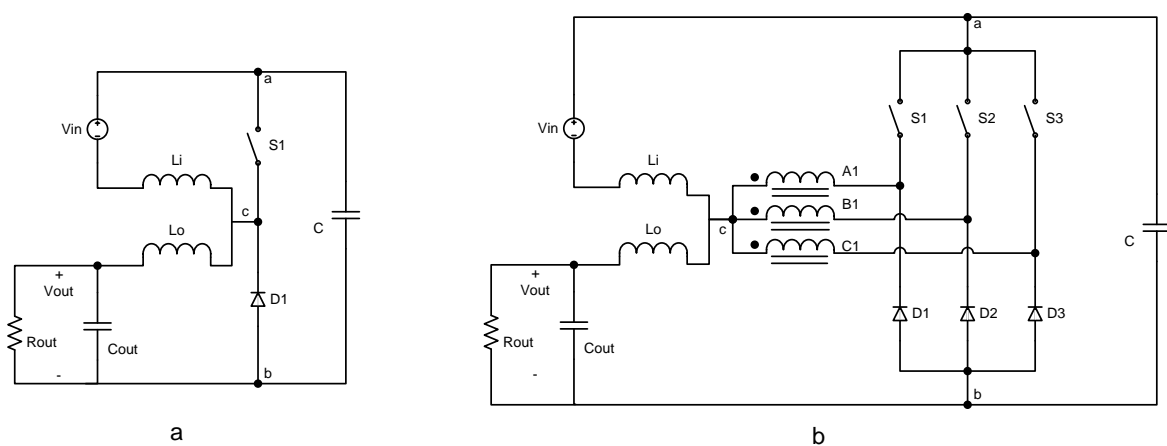 a
Vin
S1
Li
c
C
Lo
+
Vout
D1
Rout
Cout
-
b
a
a
S1
S2
S3
Vin
Li
A1
B1
c
C
Lo
C1
+
Vout
D1
D2
D3
Rout
Cout
-
b
b